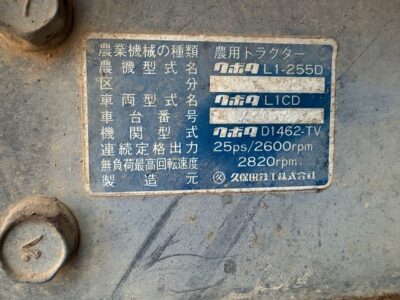 農業機械の種類 農用トラクター
農機型式名 クボタ L1-255D
区分
車両型式名 クボタ L1CD
車台番号
機関型式名 クボタ D1462-TV
連続定格出力 25ps/2600rpm
無負荷最高回転速度 2820rpm
製造元 久保田鉄工株式会社